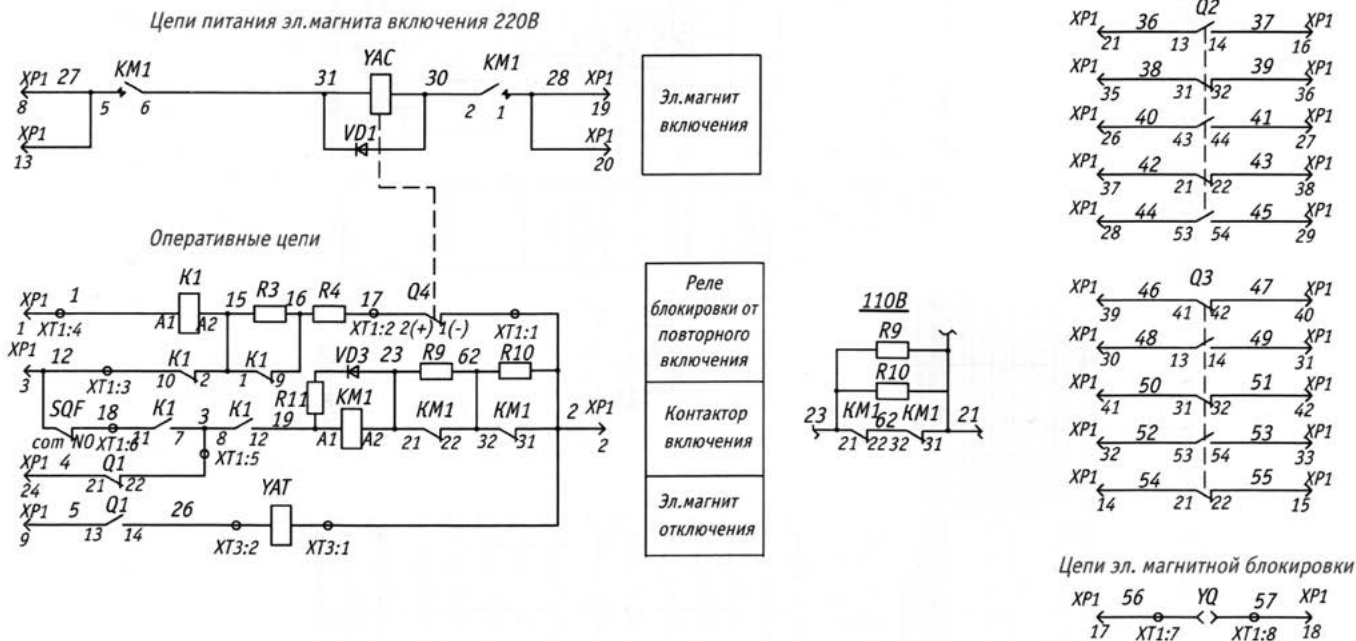 Цепи питания эл.магнита включения 220В
XP1 27 KM1 31 YAC 30 KM1 28 XP1
8 5 6 2 1 19
XP1 VD1 XP1
13 20
Эл.магнит
включения
Оперативные цепи
XP1 1 K1 15 R3 16 R4 17 Q4
1 XT1:4 A1 A2 XT1:2 2(+) 1(-) XT1:1
XP1 12 K1 K1 VD3 23 R9 62 R10
3 XT1:3 10 2 1 9 R11
SQF 18 K1 3 K1 19 KM1 KM1 KM1 2 XP1
com NO XT1:6 11 7 8 12 A1 A2 21 22 32 31 2
XP1 4 Q1 XT1:5
24 21 22
XP1 5 Q1 26 YAT
9 13 14 XT3:2 XT3:1
Реле
блокировки от
повторного
включения
Контактор
включения
Эл.магнит
отключения
110В
R9
R10
23 KM1 62 KM1 21
21 22 32 31
Q2
XP1 36 37 XP1
21 13 14 16
XP1 38 39 XP1
35 31 32 36
XP1 40 41 XP1
26 43 44 27
XP1 42 43 XP1
37 21 22 38
XP1 44 45 XP1
28 53 54 29
Q3
XP1 46 47 XP1
39 41 42 40
XP1 48 49 XP1
30 13 14 31
XP1 50 51 XP1
41 31 32 42
XP1 52 53 XP1
32 53 54 33
XP1 54 55 XP1
14 21 22 15
Цепи эл. магнитной блокировки
XP1 56 YQ 57 XP1
17 XT1:7 XT1:8 18